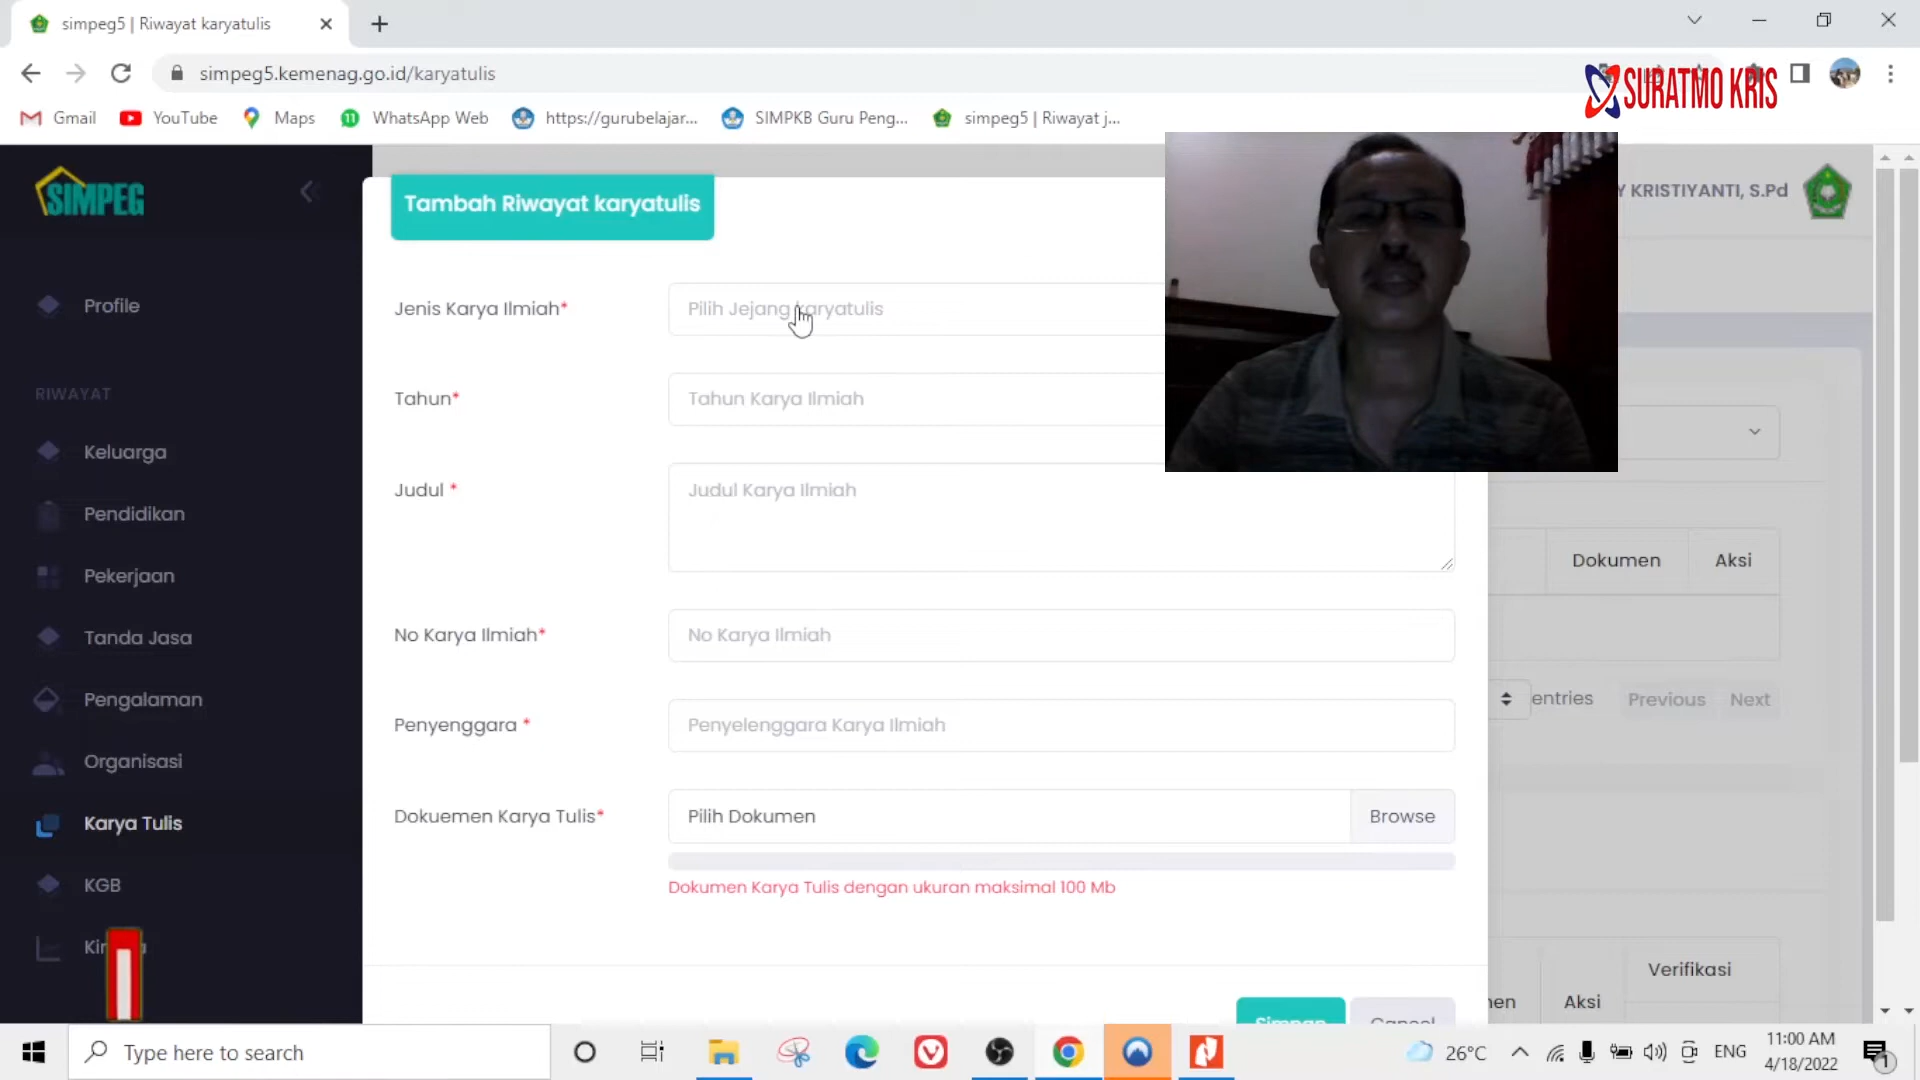 simpeg5 | Riwayat karyatulis
simpeg5.kemenag.go.id/karyatulis
SURATMO KRIS
Gmail
YouTube
Maps
WhatsApp Web
https://gurubelajar...
SIMPKB Guru Peng...
simpeg5 | Riwayat j...
SIMPEG
Tambah Riwayat karyatulis
KRISTIYANTI, S.Pd
Profile
Jenis Karya Ilmiah*
Pilih Jejang karyatulis
RIWAYAT
Tahun*
Tahun Karya Ilmiah
Keluarga
Judul *
Judul Karya Ilmiah
Pendidikan
Dokumen
Aksi
Pekerjaan
Tanda Jasa
No Karya Ilmiah*
No Karya Ilmiah
Pengalaman
entries
Previous
Next
Penyenggara *
Penyelenggara Karya Ilmiah
Organisasi
Karya Tulis
Dokuemen Karya Tulis*
Pilih Dokumen
Browse
KGB
Dokumen Karya Tulis dengan ukuran maksimal 100 Mb
Verifikasi
Aksi
Simpan
Cancel
Type here to search
26°C
ENG
11:00 AM
4/18/2022
1